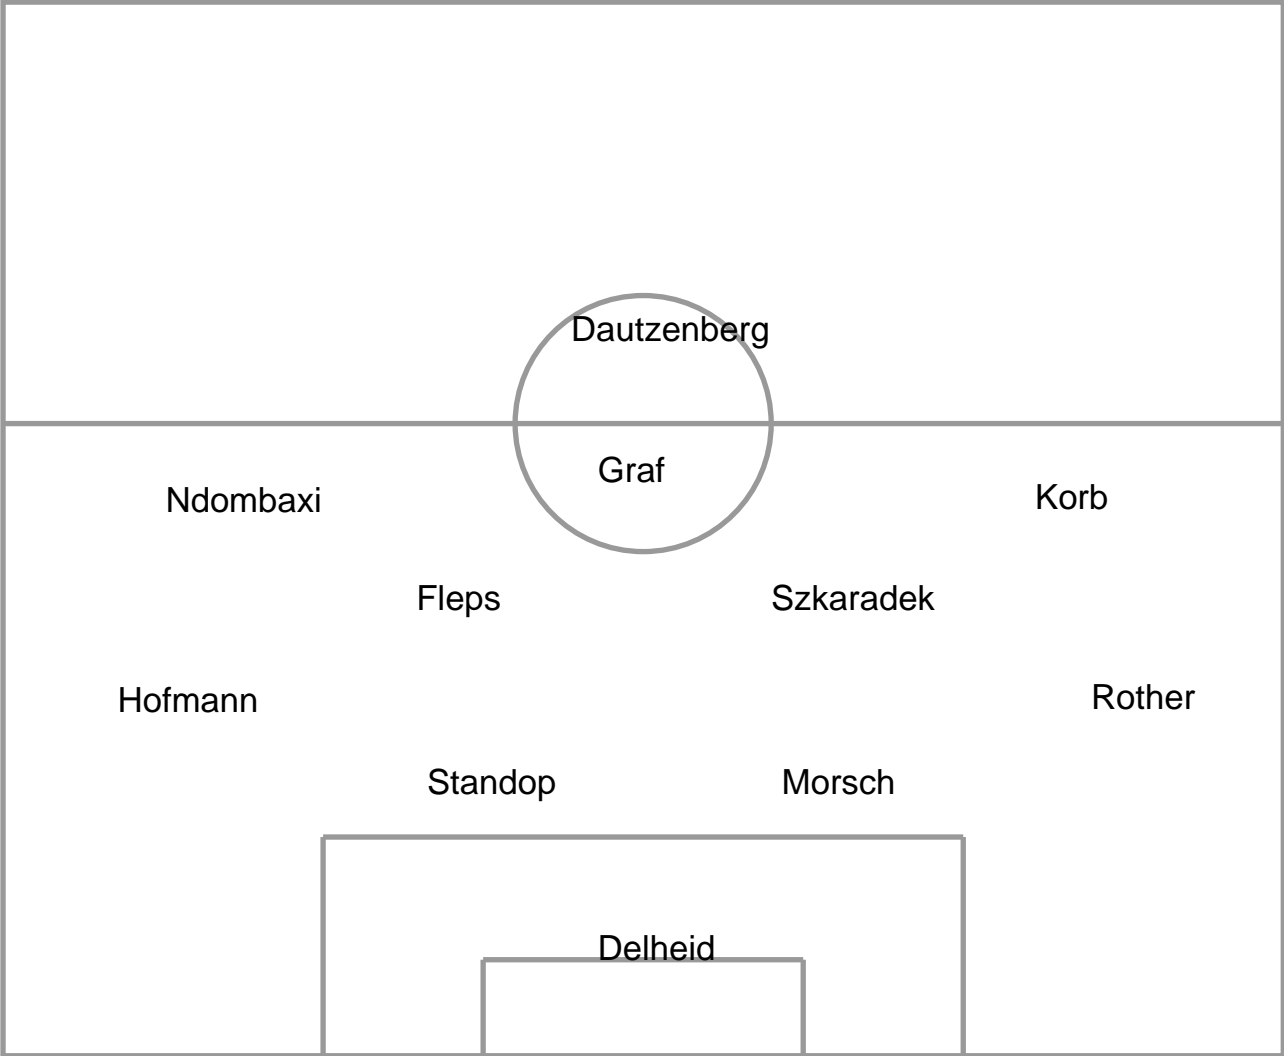 Dautzenberg
Graf
Ndombaxi
Korb
Fleps
Szkaradek
Hofmann
Rother
Standop
Morsch
Delheid